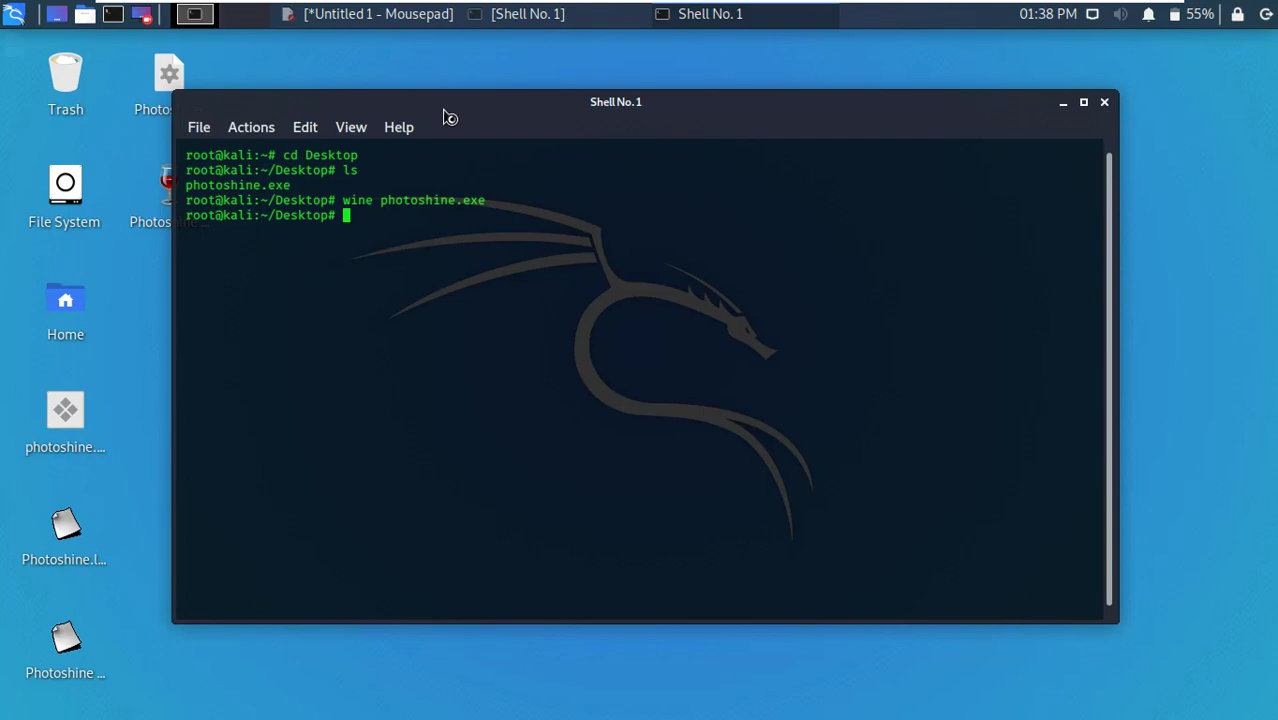 [*Untitled 1 - Mousepad]
[Shell No. 1]
Shell No. 1
01:38 PM
55%
Trash
Photos
File System
Photoshine ...
Home
photoshine....
Photoshine.l...
Photoshine ...
Shell No. 1
File
Actions
Edit
View
Help
root@kali:~# cd Desktop
root@kali:~/Desktop# ls
photoshine.exe
root@kali:~/Desktop# wine photoshine.exe
root@kali:~/Desktop#